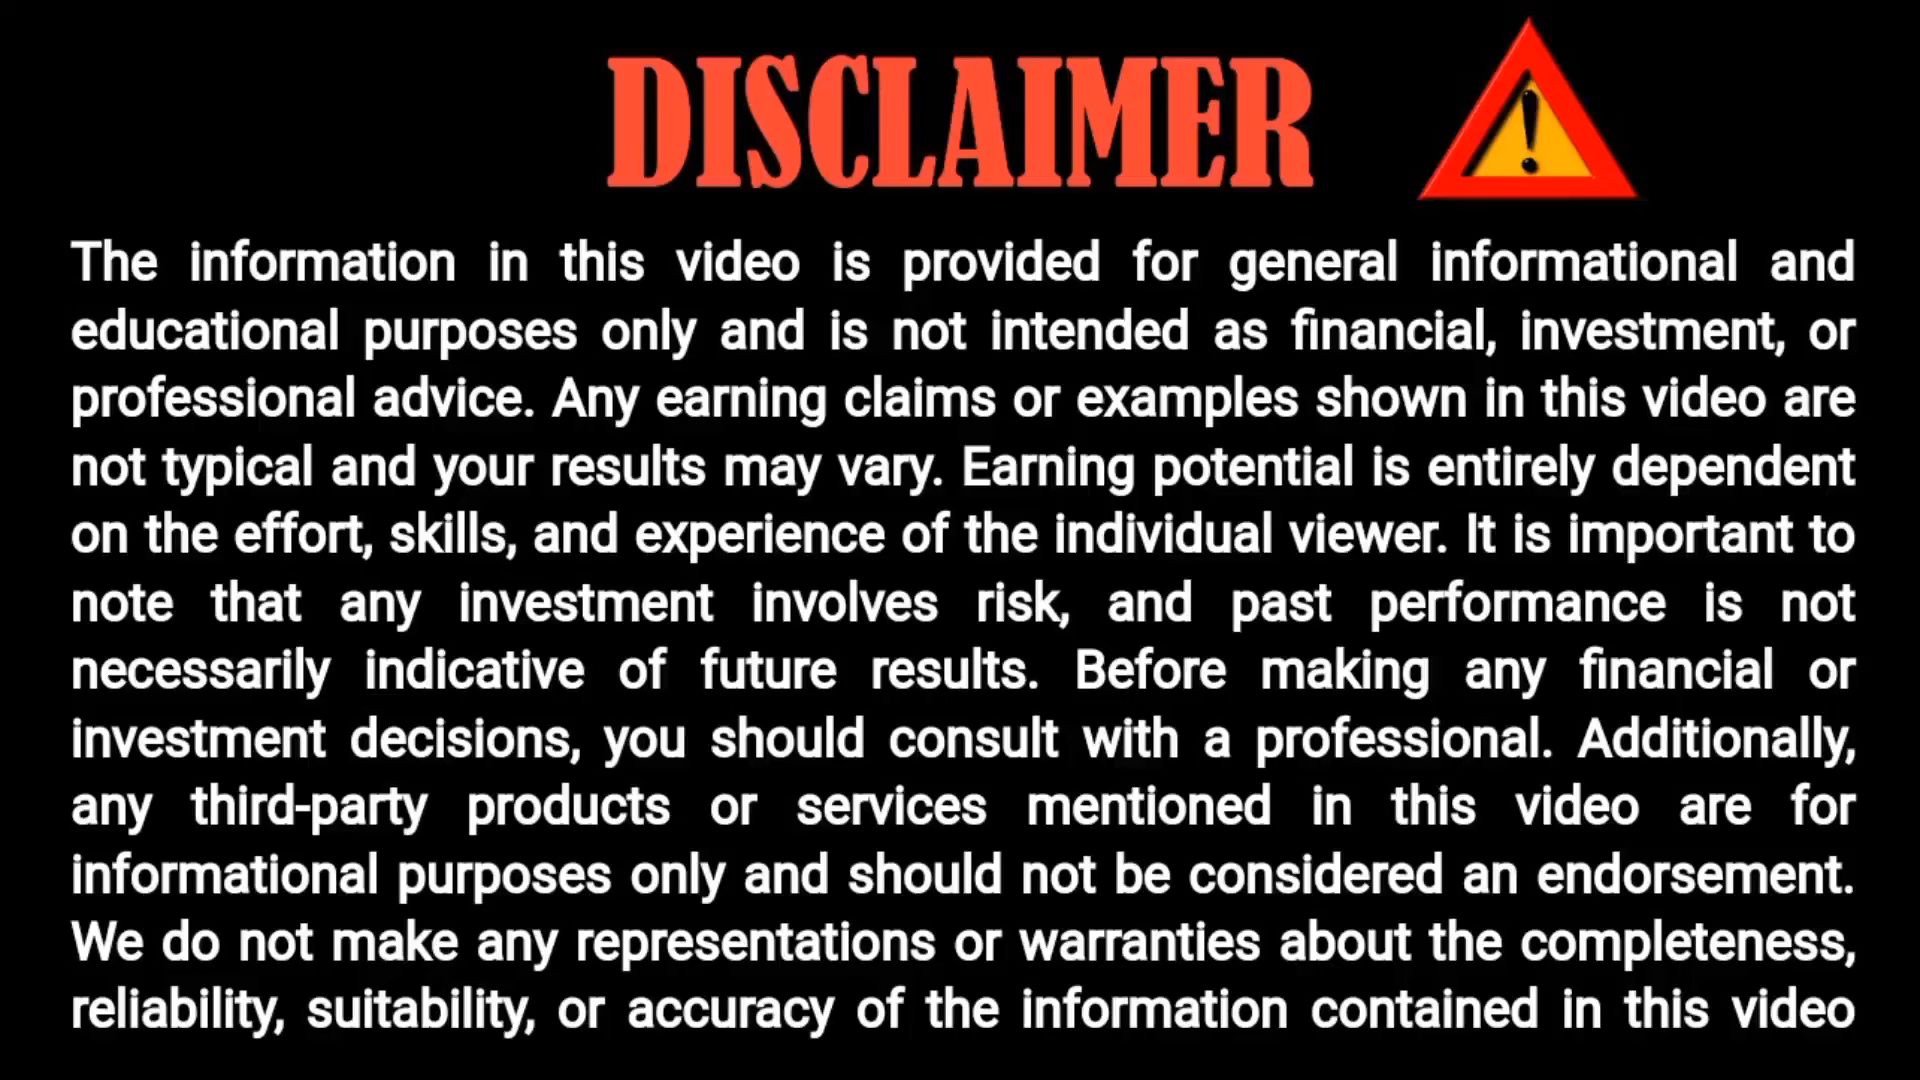 DISCLAIMER
The information in this video is provided for general informational and
educational purposes only and is not intended as financial, investment, or
professional advice. Any earning claims or examples shown in this video are
not typical and your results may vary. Earning potential is entirely dependent
on the effort, skills, and experience of the individual viewer. It is important to
note that any investment involves risk, and past performance is not
necessarily indicative of future results. Before making any financial or
investment decisions, you should consult with a professional. Additionally,
any third-party products or services mentioned in this video are for
informational purposes only and should not be considered an endorsement.
We do not make any representations or warranties about the completeness,
reliability, suitability, or accuracy of the information contained in this video